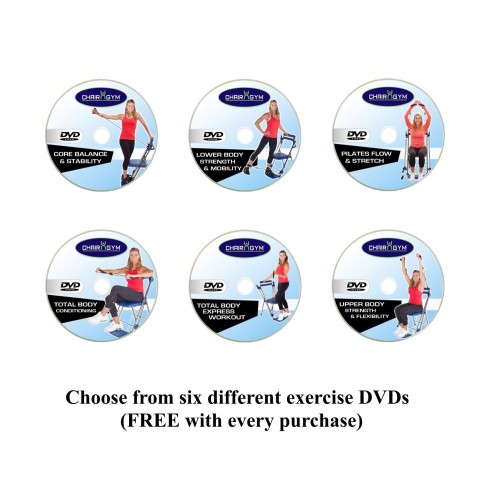 CHAIR GYM
DVD
CORE BALANCE
& STABILITY
CHAIR GYM
DVD
LOWER BODY
STRENGTH
& MOBILITY
CHAIR GYM
DVD
PILATES FLOW
& STRETCH
CHAIR GYM
DVD
TOTAL BODY
CONDITIONING
CHAIR GYM
DVD
TOTAL BODY
EXPRESS
WORKOUT
CHAIR GYM
DVD
UPPER BODY
STRENGTH
& FLEXIBILITY
Choose from six different exercise DVDs
(FREE with every purchase)